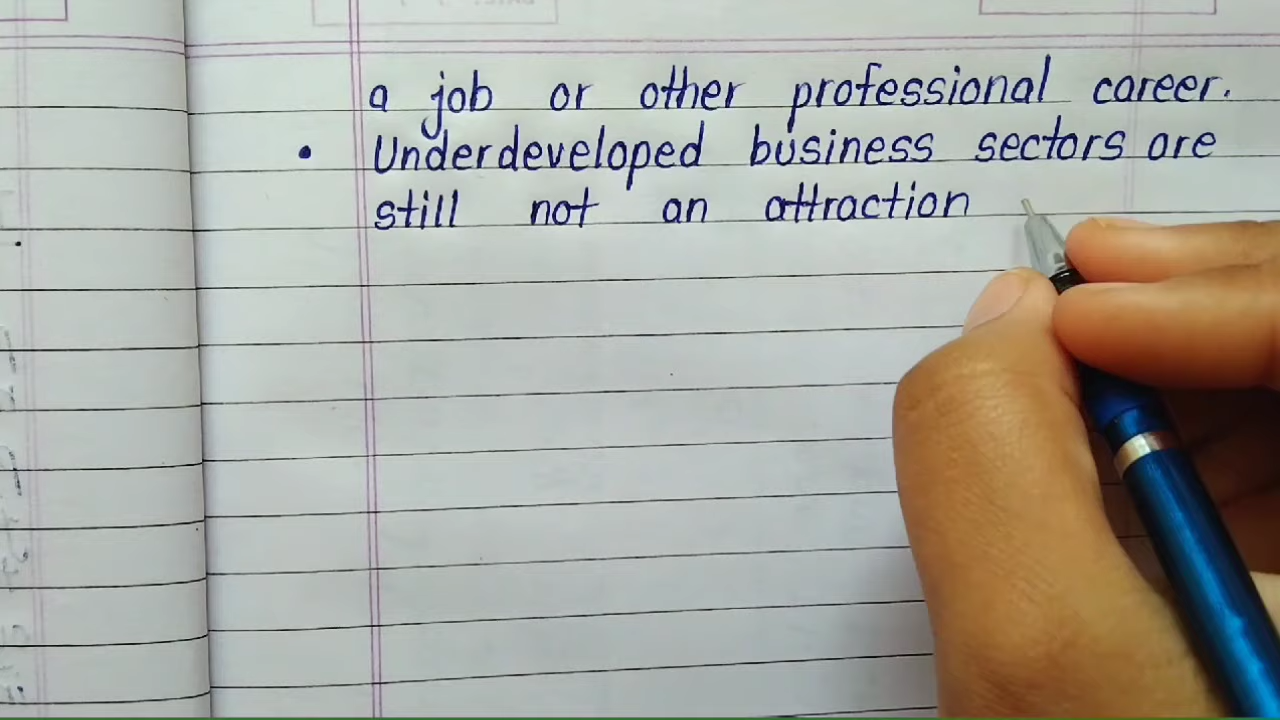 a job or other professional career.
• Underdeveloped business sectors are
still not an attraction